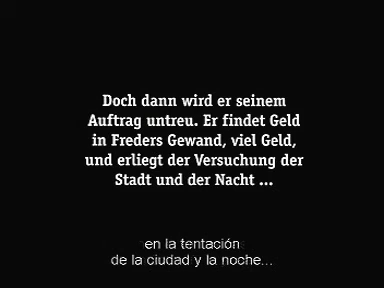 Doch dann wird er seinem
Auftrag untreu. Er findet Geld
in Freders Gewand, viel Geld,
und erliegt der Versuchung der
Stadt und der Nacht ...
en la tentación
de la ciudad y la noche...